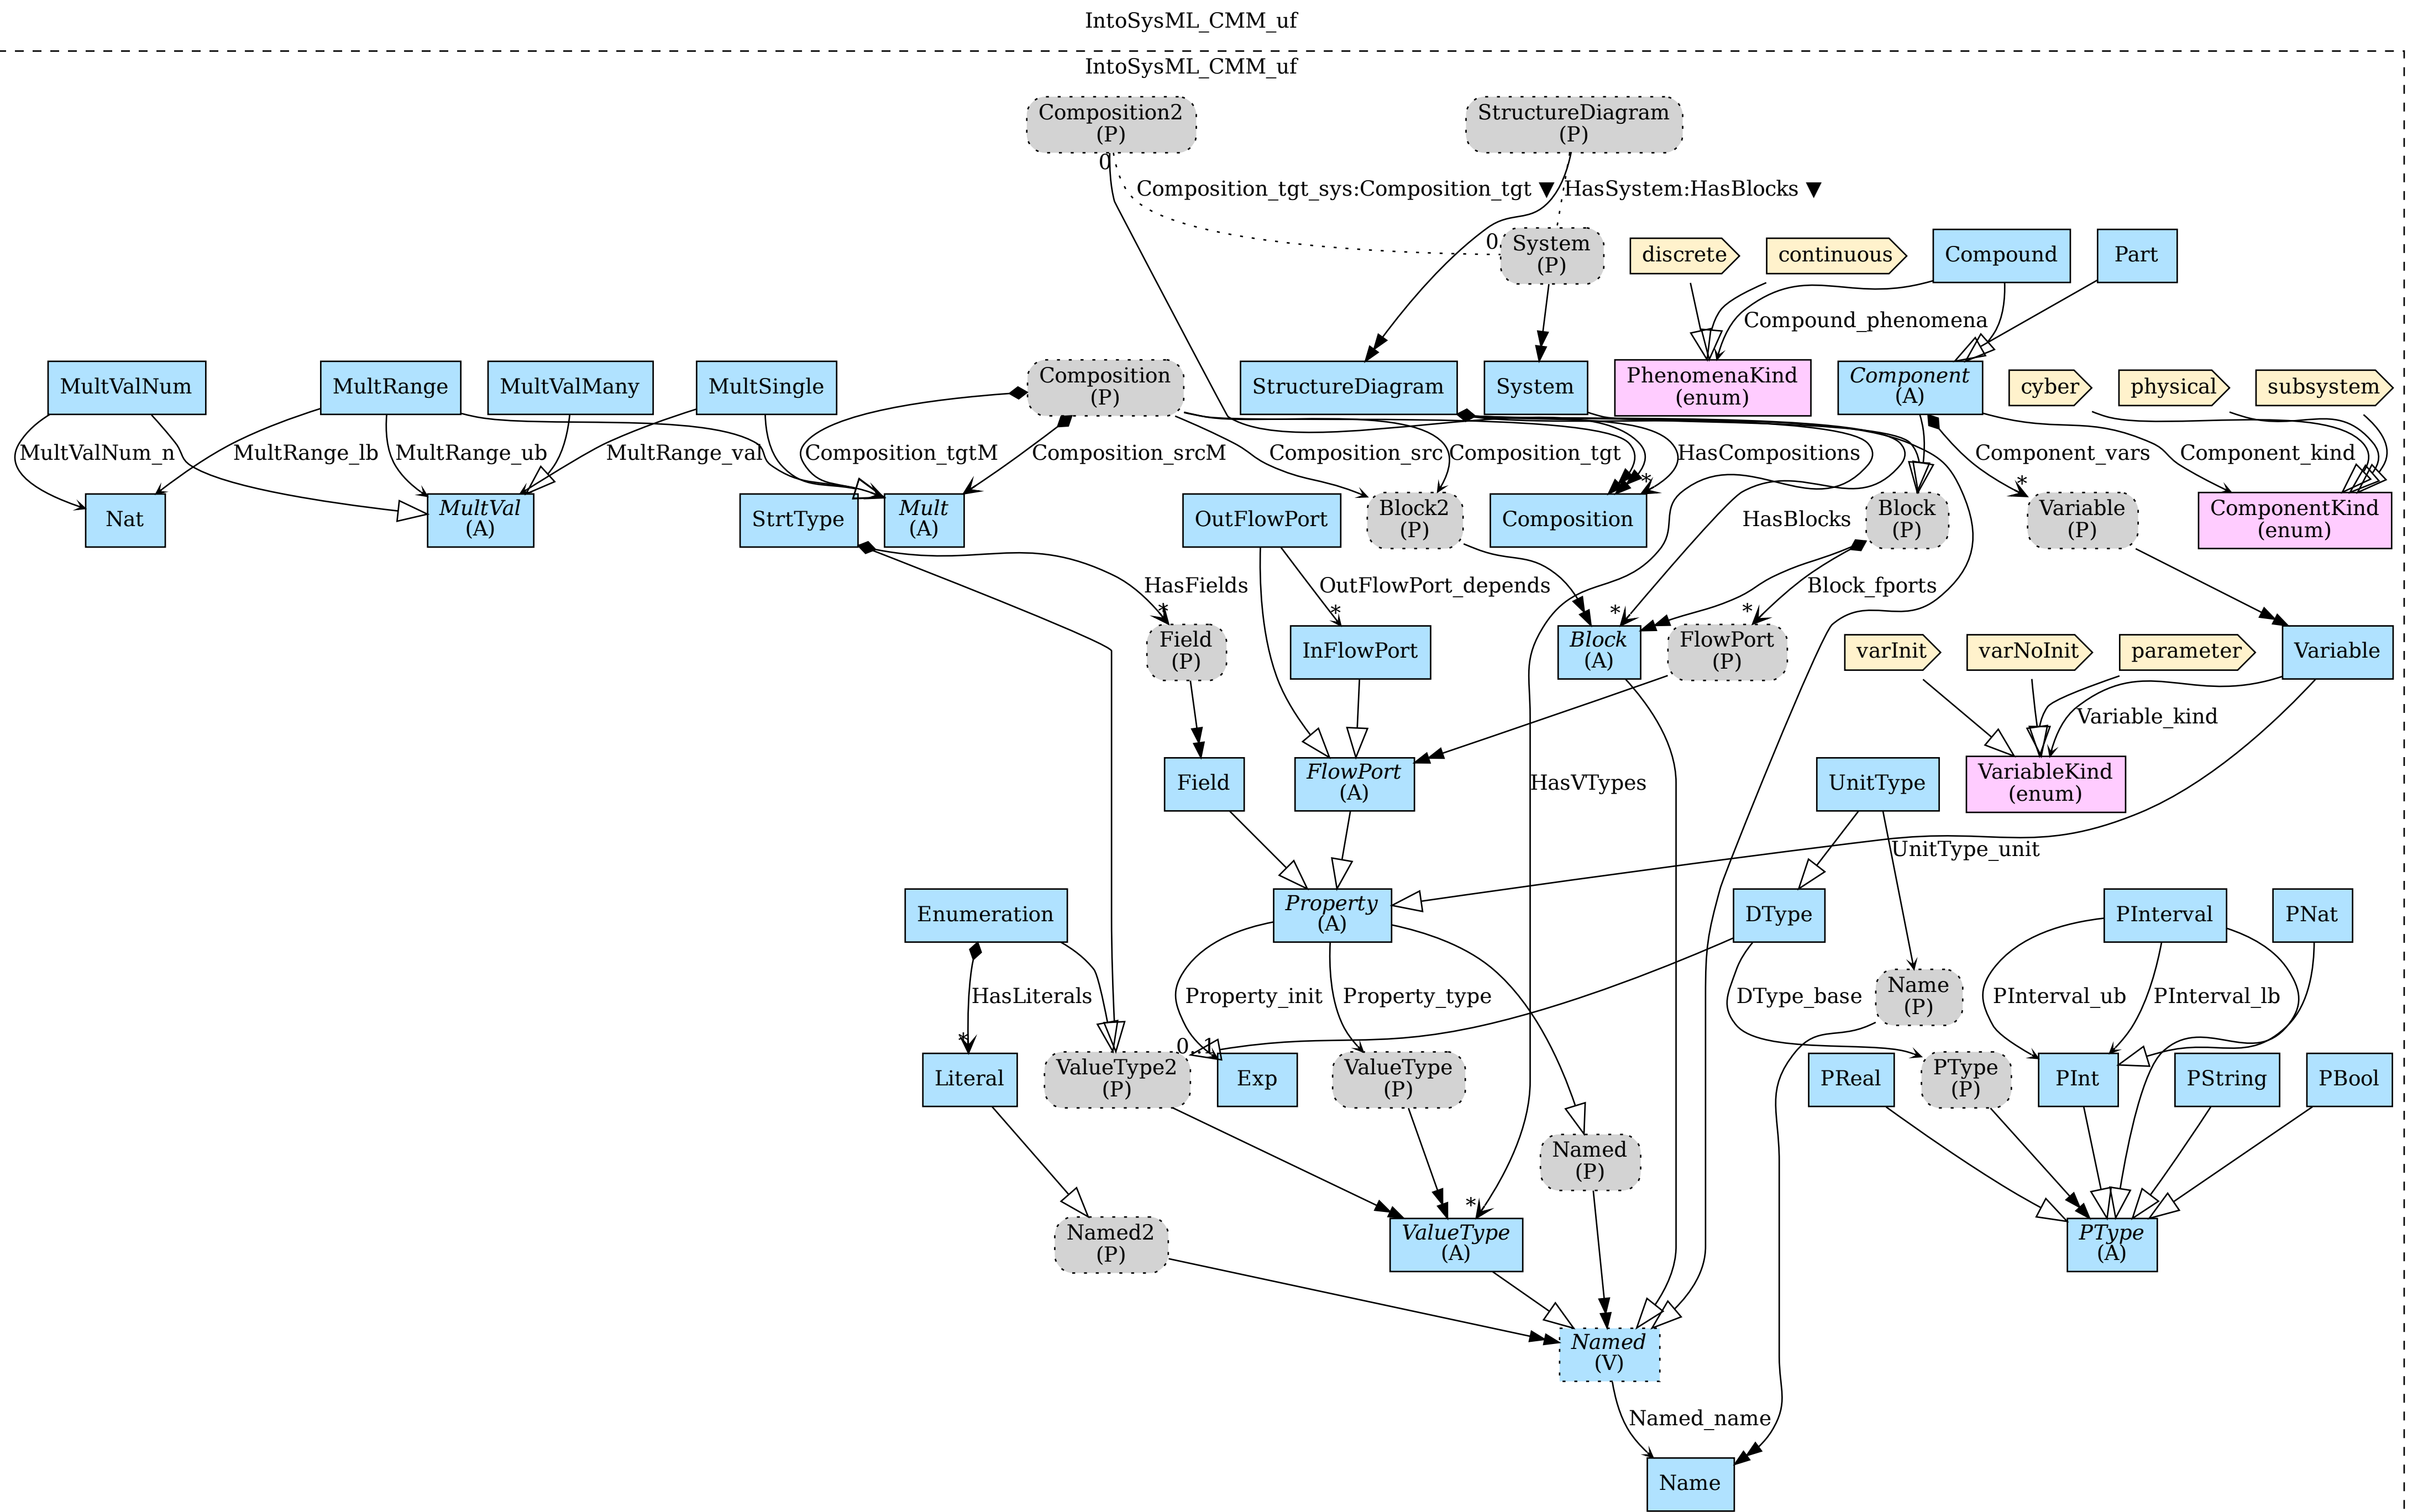 IntoSysML_CMM_uf
IntoSysML_CMM_uf
Composition2
(P)
StructureDiagram
(P)
0
Composition_tgt_sys:Composition_tgt ▼
HasSystem:HasBlocks ▼
0
System
(P)
discrete
continuous
Compound
Part
Compound_phenomena
MultValNum
MultRange
MultValMany
MultSingle
Composition
(P)
StructureDiagram
System
PhenomenaKind
(enum)
Component
(A)
cyber
physical
subsystem
MultValNum_n
MultRange_lb
MultRange_ub
MultRange_val
Composition_tgtM
Composition_srcM
Composition_src
Composition_tgt
HasCompositions
Component_vars
Component_kind
*
*
Nat
MultVal
(A)
StrtType
Mult
(A)
OutFlowPort
Block2
(P)
Composition
HasBlocks
Block
(P)
Variable
(P)
ComponentKind
(enum)
HasFields
OutFlowPort_depends
Block_fports
*
*
*
*
Field
(P)
InFlowPort
Block
(A)
FlowPort
(P)
varInit
varNoInit
parameter
Variable
Variable_kind
Field
FlowPort
(A)
HasVTypes
UnitType
VariableKind
(enum)
UnitType_unit
Enumeration
Property
(A)
DType
PInterval
PNat
HasLiterals
Property_init
Property_type
DType_base
Name
(P)
PInterval_ub
PInterval_lb
*
0..1
Literal
ValueType2
(P)
Exp
ValueType
(P)
PReal
PType
(P)
PInt
PString
PBool
Named
(P)
*
Named2
(P)
ValueType
(A)
PType
(A)
Named
(V)
Named_name
Name